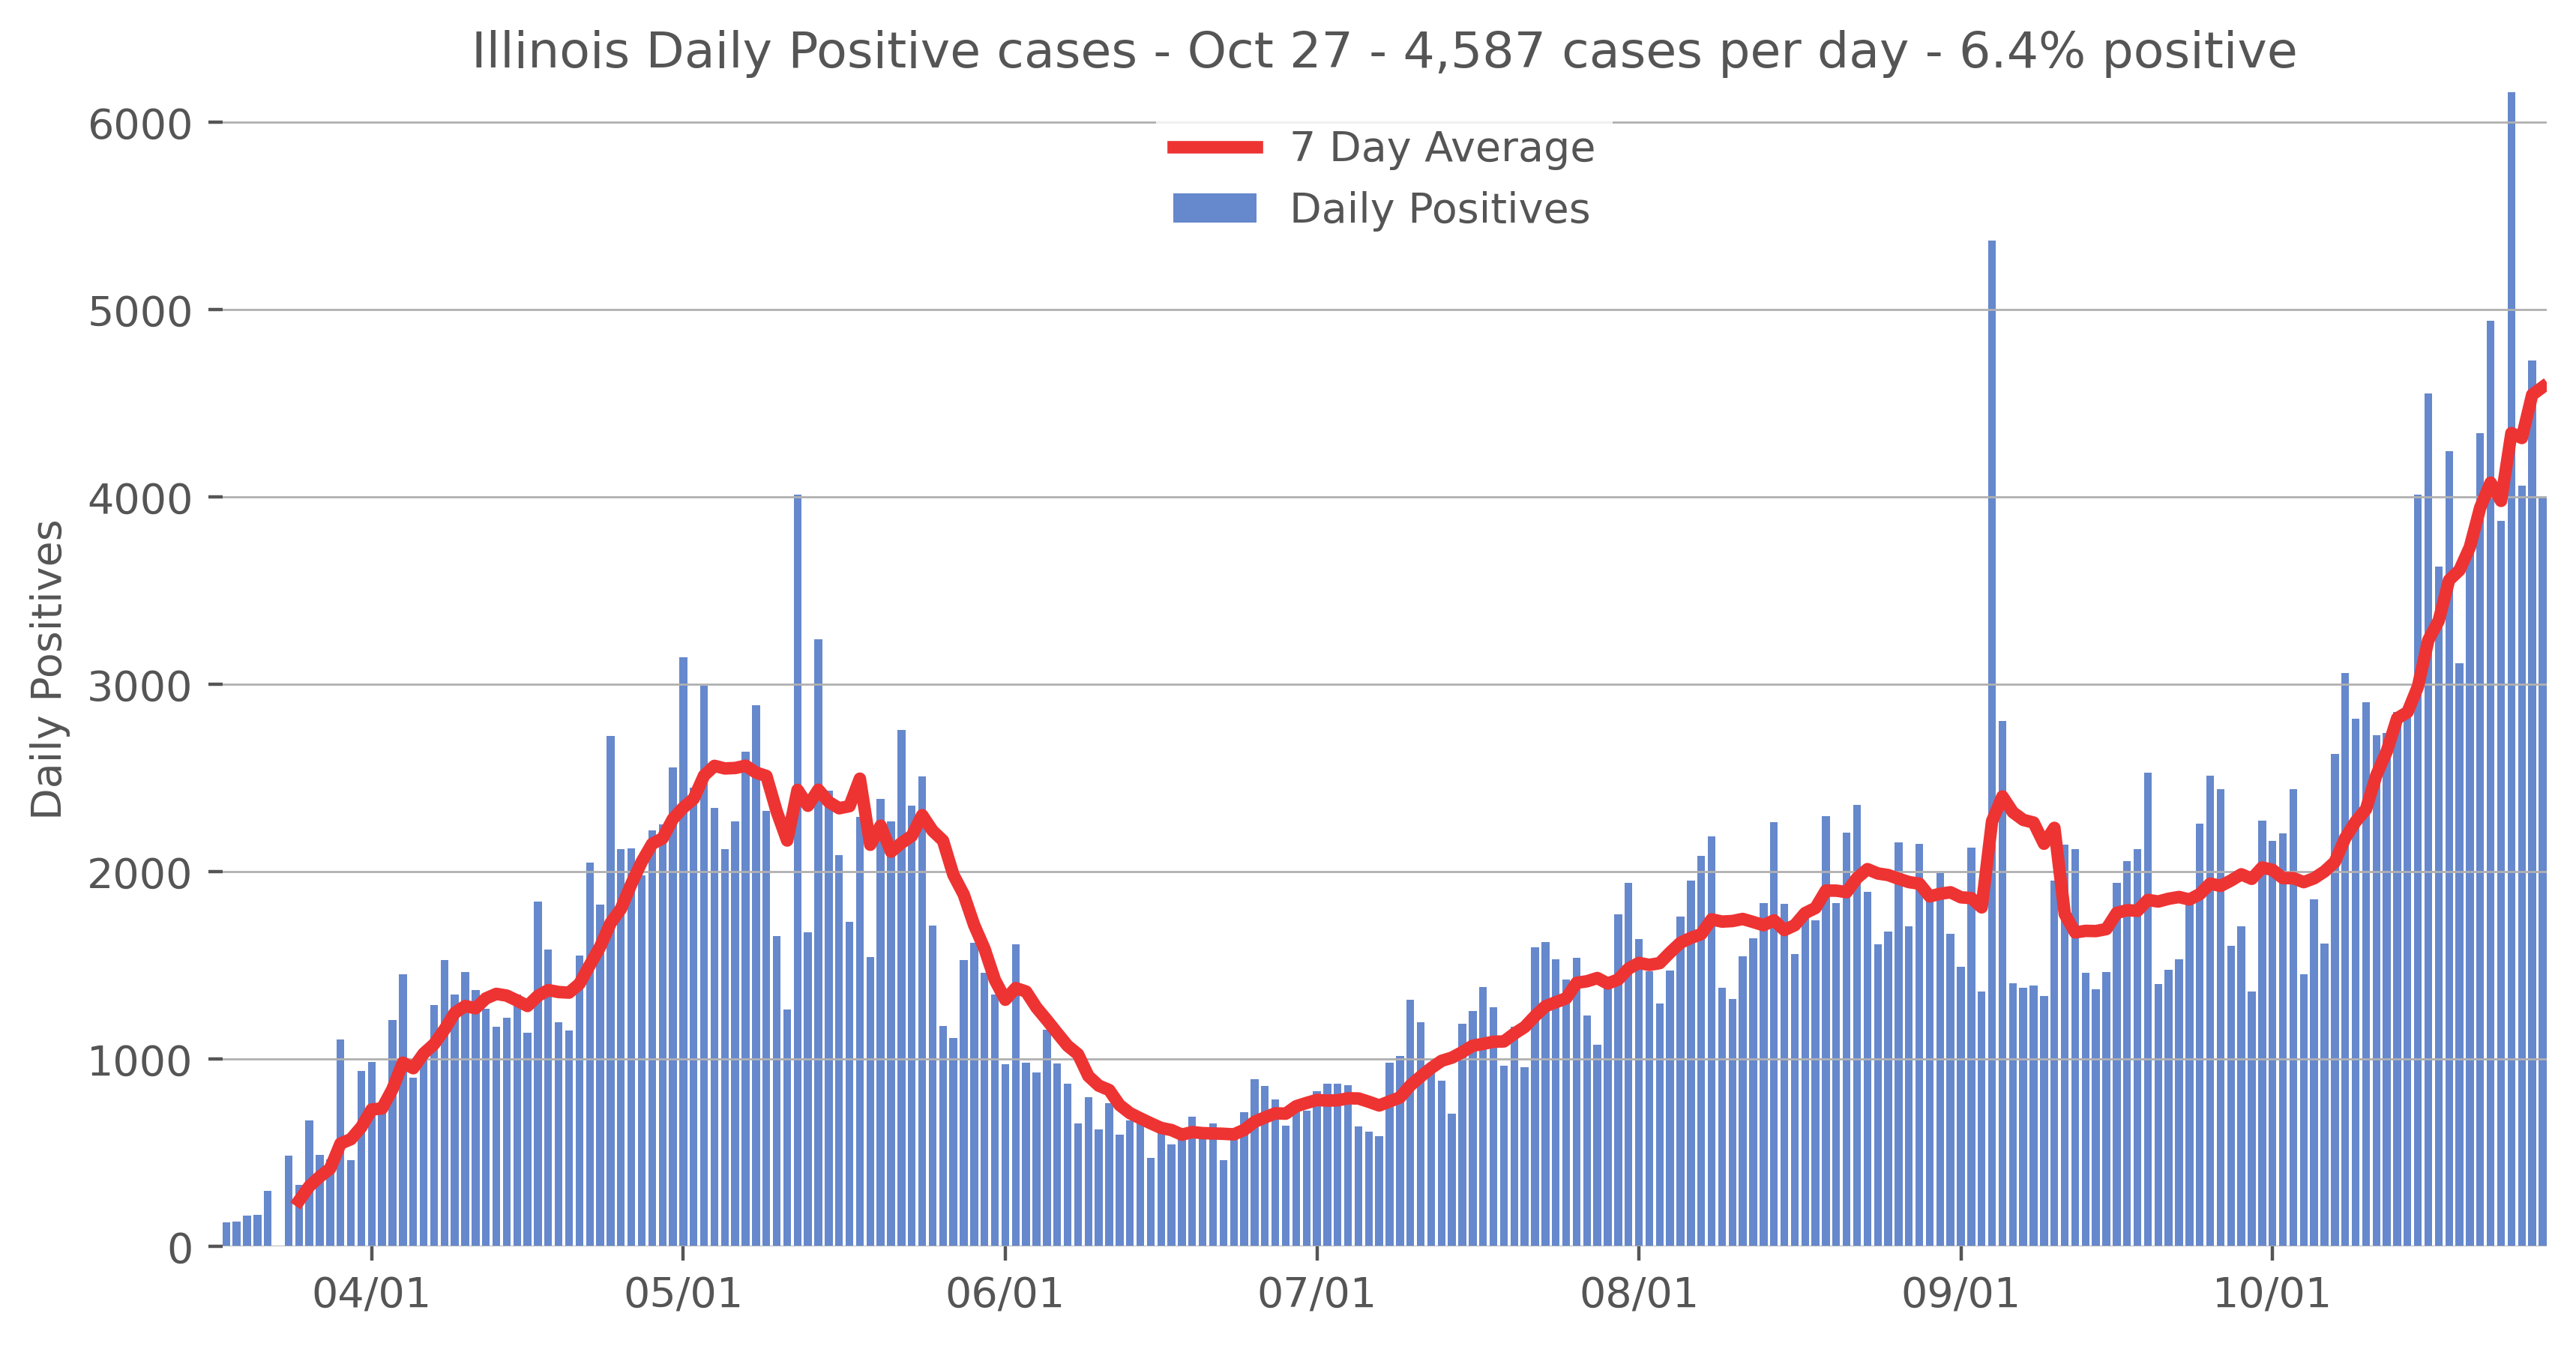 Illinois Daily Positive cases - Oct 27 - 4,587 cases per day - 6.4% positive
7 Day Average
Daily Positives
Daily Positives
6000
5000
4000
3000
2000
1000
0
04/01 05/01 06/01 07/01 08/01 09/01 10/01